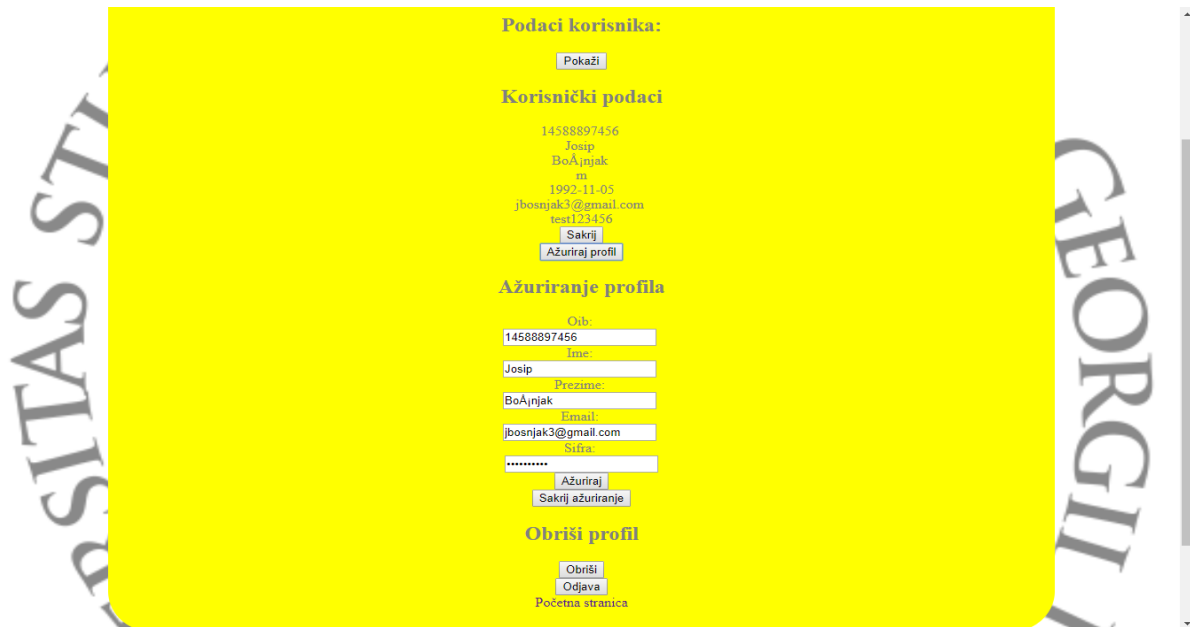 Podaci korisnika:
Pokaži
Korisnički podaci
14588897456
Josip
BoÅ¡njak
m
1992-11-05
jbosnjak3@gmail.com
test123456
Sakrij
Ažuriraj profil
Ažuriranje profila
Oib:
14588897456
Ime:
Josip
Prezime:
BoÅ¡njak
Email:
jbosnjak3@gmail.com
Sifra:
••••••••••
Ažuriraj
Sakrij ažuriranje
Obriši profil
Obriši
Odjava
Početna stranica
GEORGII